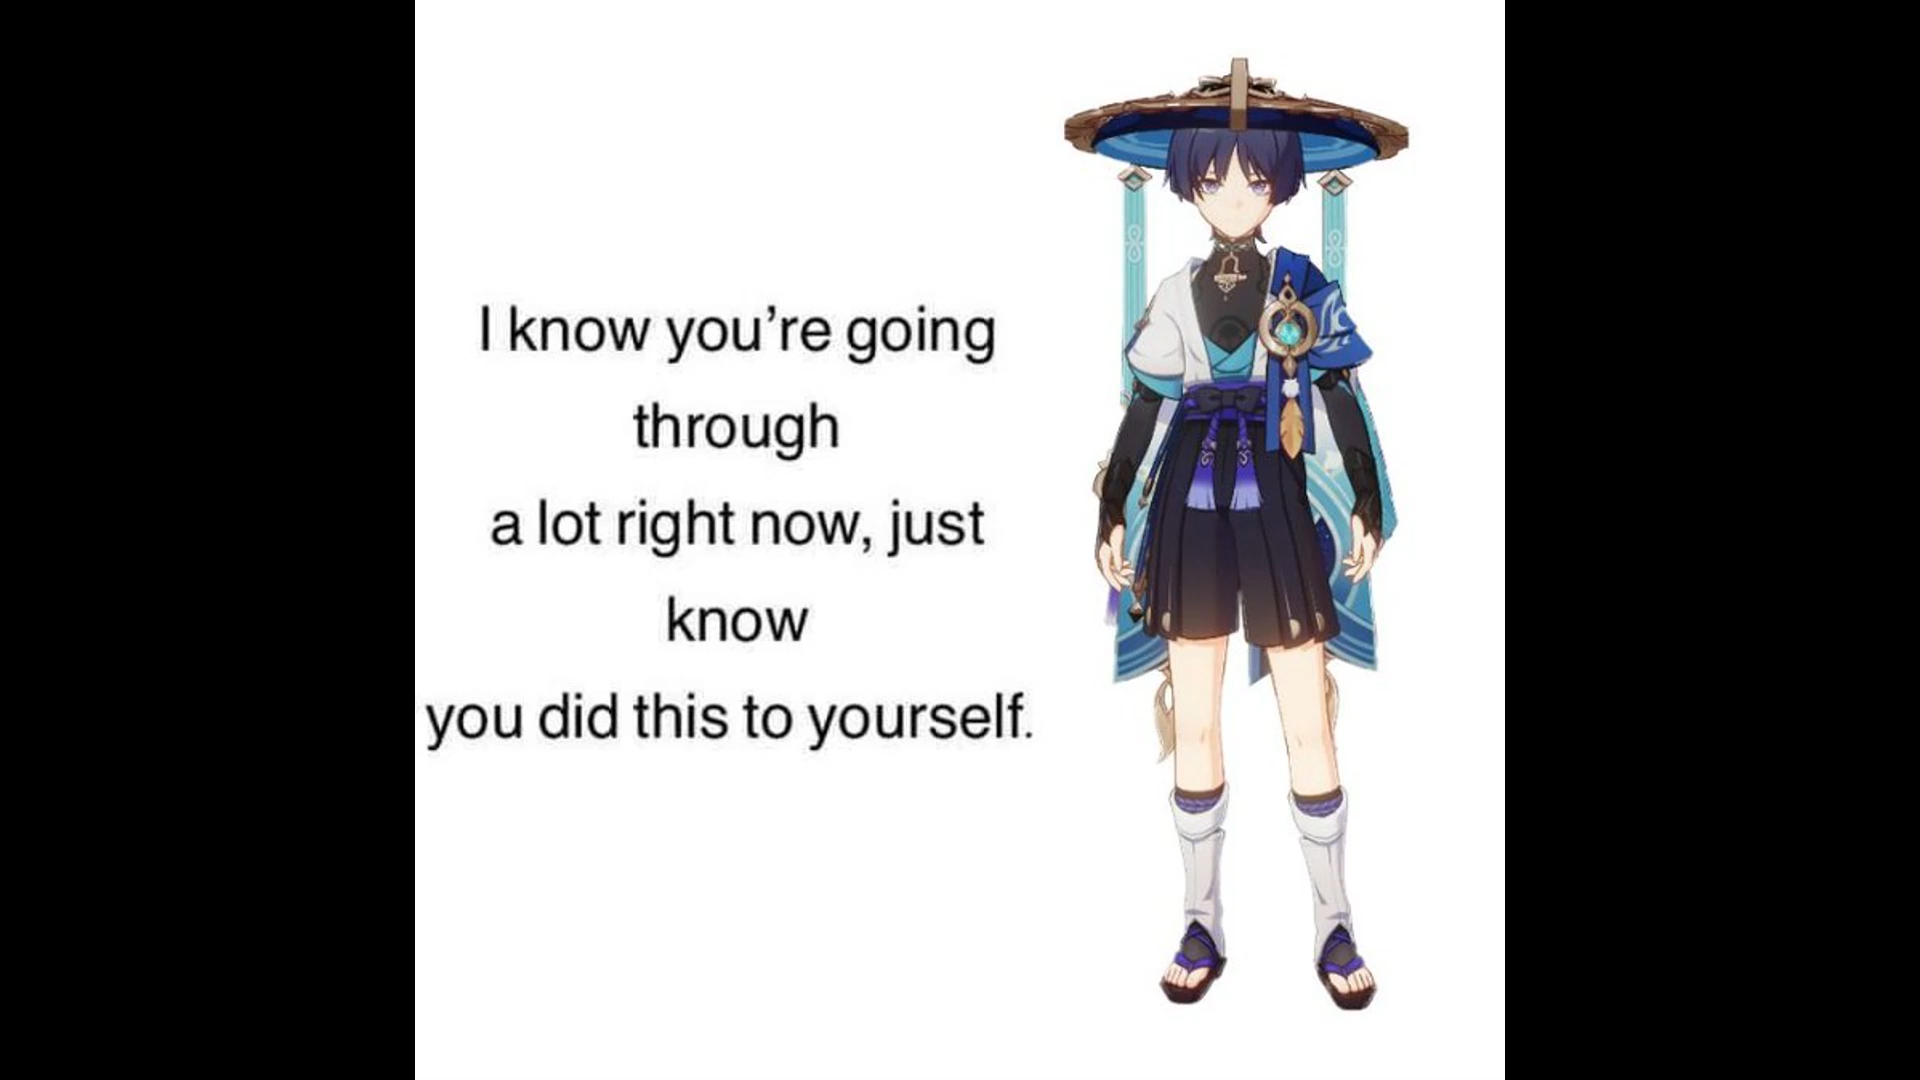 I know you’re going
through
a lot right now, just
know
you did this to yourself.